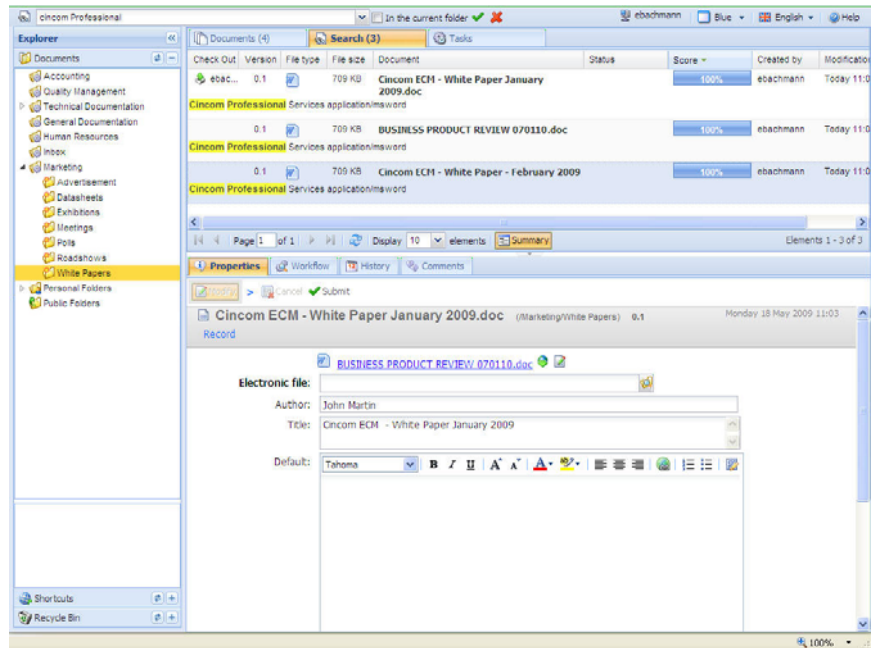 cincom Professional In the current folder ebachmann Blue English Help
Explorer Documents (4) Search (3) Tasks
Documents
Accounting
Quality Management
Technical Documentation
General Documentation
Human Resources
Inbox
Marketing
Advertisement
Datasheets
Exhibitions
Meetings
Polls
Roadshows
White Papers
Personal Folders
Public Folders
Shortcuts
Recycle Bin
Check Out Version File type File size Document Status Score Created by Modification
ebac... 0.1 709 KB Cincom ECM - White Paper January 2009.doc 100% ebachmann Today 11:0
Cincom Professional Services application/msword
0.1 709 KB BUSINESS PRODUCT REVIEW 070110.doc 100% ebachmann Today 11:0
Cincom Professional Services application/msword
0.1 709 KB Cincom ECM - White Paper - February 2009 100% ebachmann Today 11:0
Cincom Professional Services application/msword
Page 1 of 1 Display 10 elements Summary Elements 1 - 3 of 3
Properties Workflow History Comments
Modify > Cancel Submit
Cincom ECM - White Paper January 2009.doc (/Marketing/White Papers) 0.1 Monday 18 May 2009 11:03
Record
BUSINESS PRODUCT REVIEW 070110.doc
Electronic file:
Author: John Martin
Title: Cincom ECM - White Paper January 2009
Default: Tahoma B I U A A A
100%